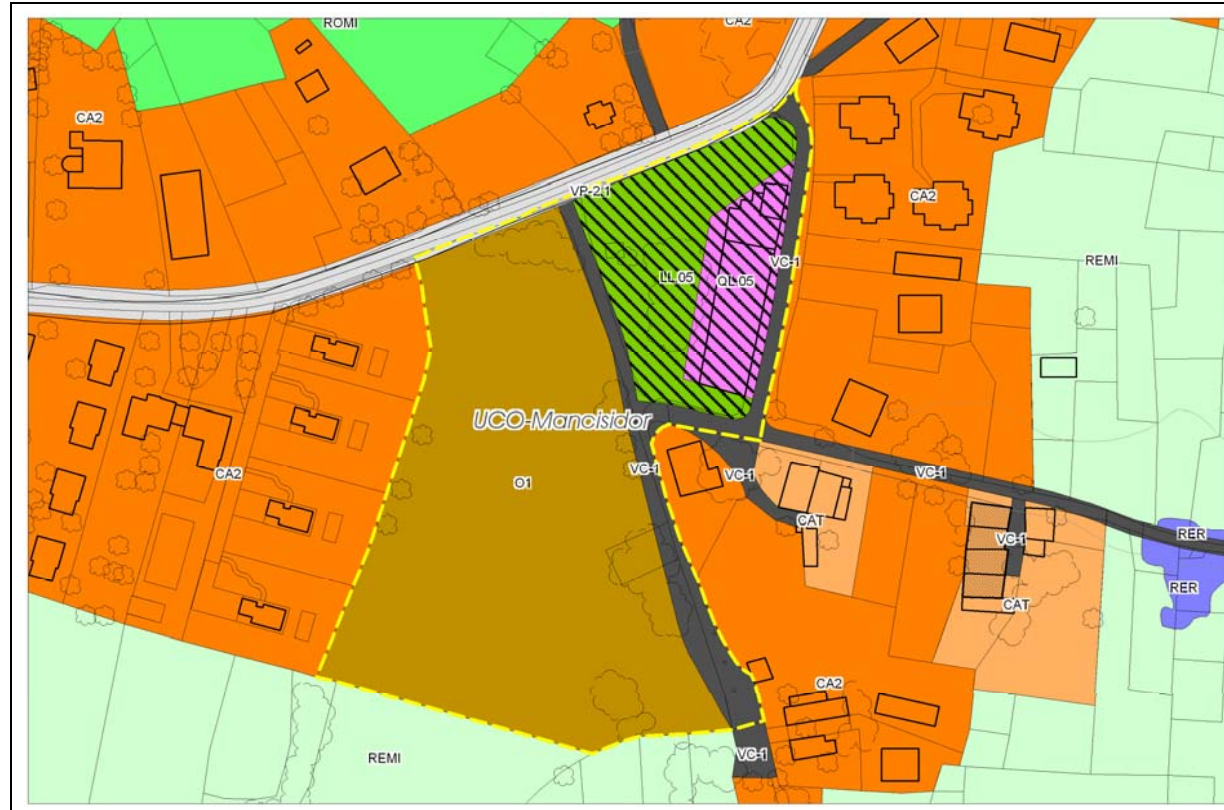 ROMI
CA2
CA2
VP-2.1
CA2
LL.05
QL.05
VC-1
REMI
UCO-Mancisidor
CA2
O1
VC-1
VC-1
VC-1
CAT
VC-1
RER
RER
CAT
CA2
REMI
VC-1